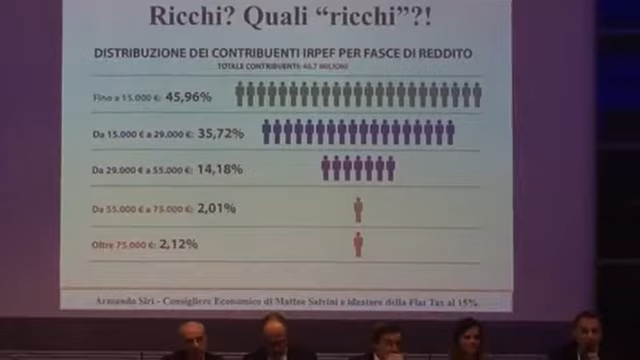 Ricchi? Quali “ricchi”?!
DISTRIBUZIONE DEI CONTRIBUENTI IRPEF PER FASCE DI REDDITO
TOTALE CONTRIBUENTI: 40,7 MILIONI
Fino a 15.000 €: 45,96%
Da 15.000 € a 29.000 €: 35,72%
Da 29.000 € a 55.000 €: 14,18%
Da 55.000 € a 75.000 €: 2,01%
Oltre 75.000 €: 2,12%
Armando Siri - Consigliere Economico di Matteo Salvini e ideatore della Flat Tax al 15%